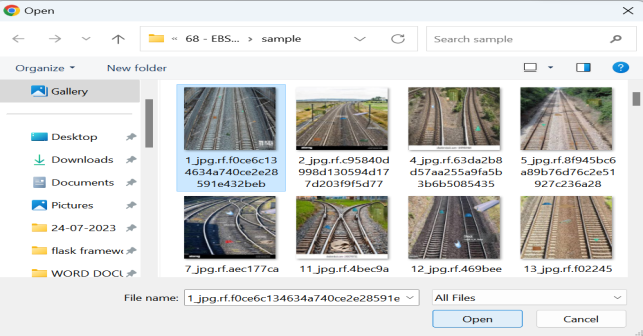 Open
« 68 - EBS... > sample
Search sample
Organize
New folder
?
Gallery
Desktop
Downloads
Documents
Pictures
24-07-2023
flask framew
WORD DOCU
1_jpg.rf.f0ce6c13
4634a740ce2e28
591e432beb
2_jpg.rf.c95840d
998d130594d17
7d203f9f5d77
4_jpg.rf.63da2b8
d57aa255a9fa5b
3b6b5085435
5_jpg.rf.8f945bc6
a89b76d76c2e51
927c236a28
7_jpg.rf.aec177ca
11_jpg.rf.4bec9a
12_jpg.rf.469bee
13_jpg.rf.f02245
File name:
1_jpg.rf.f0ce6c134634a740ce2e28591e
All Files
Open
Cancel